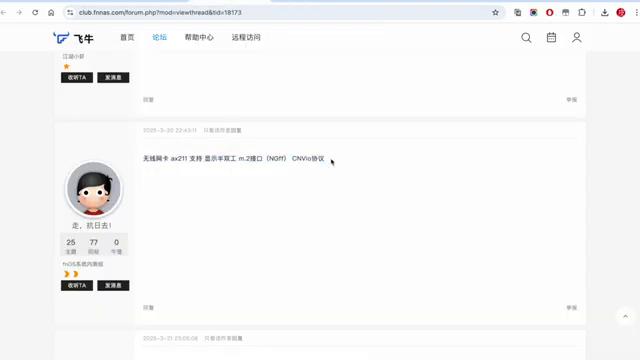 club.fnnas.com/forum.php?mod=viewthread&tid=18173
飞牛
首页 论坛 帮助中心 远程访问
江湖小虾
收听TA 发消息
回复 举报
2025-3-20 22:43:11 只看该作者回复
无线网卡 ax211 支持 显示半双工 m.2接口（NGff） CNVio协议
走，抗日去！
25 77 0
主题 回帖 牛值
fnOS系统内测组
收听TA 发消息
回复 举报
2025-3-21 23:05:08 只看该作者回复